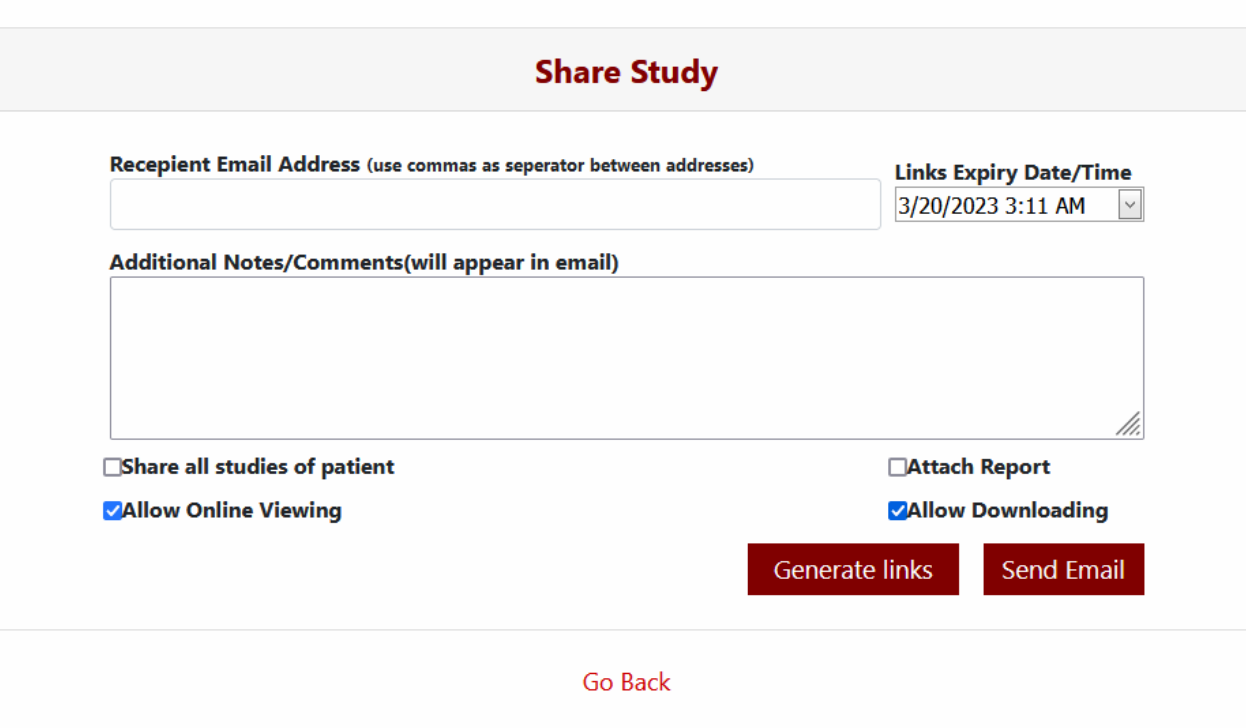 Share Study
Recepient Email Address (use commas as seperator between addresses)
Links Expiry Date/Time
3/20/2023 3:11 AM
Additional Notes/Comments(will appear in email)
Share all studies of patient
Attach Report
Allow Online Viewing
Allow Downloading
Generate links
Send Email
Go Back